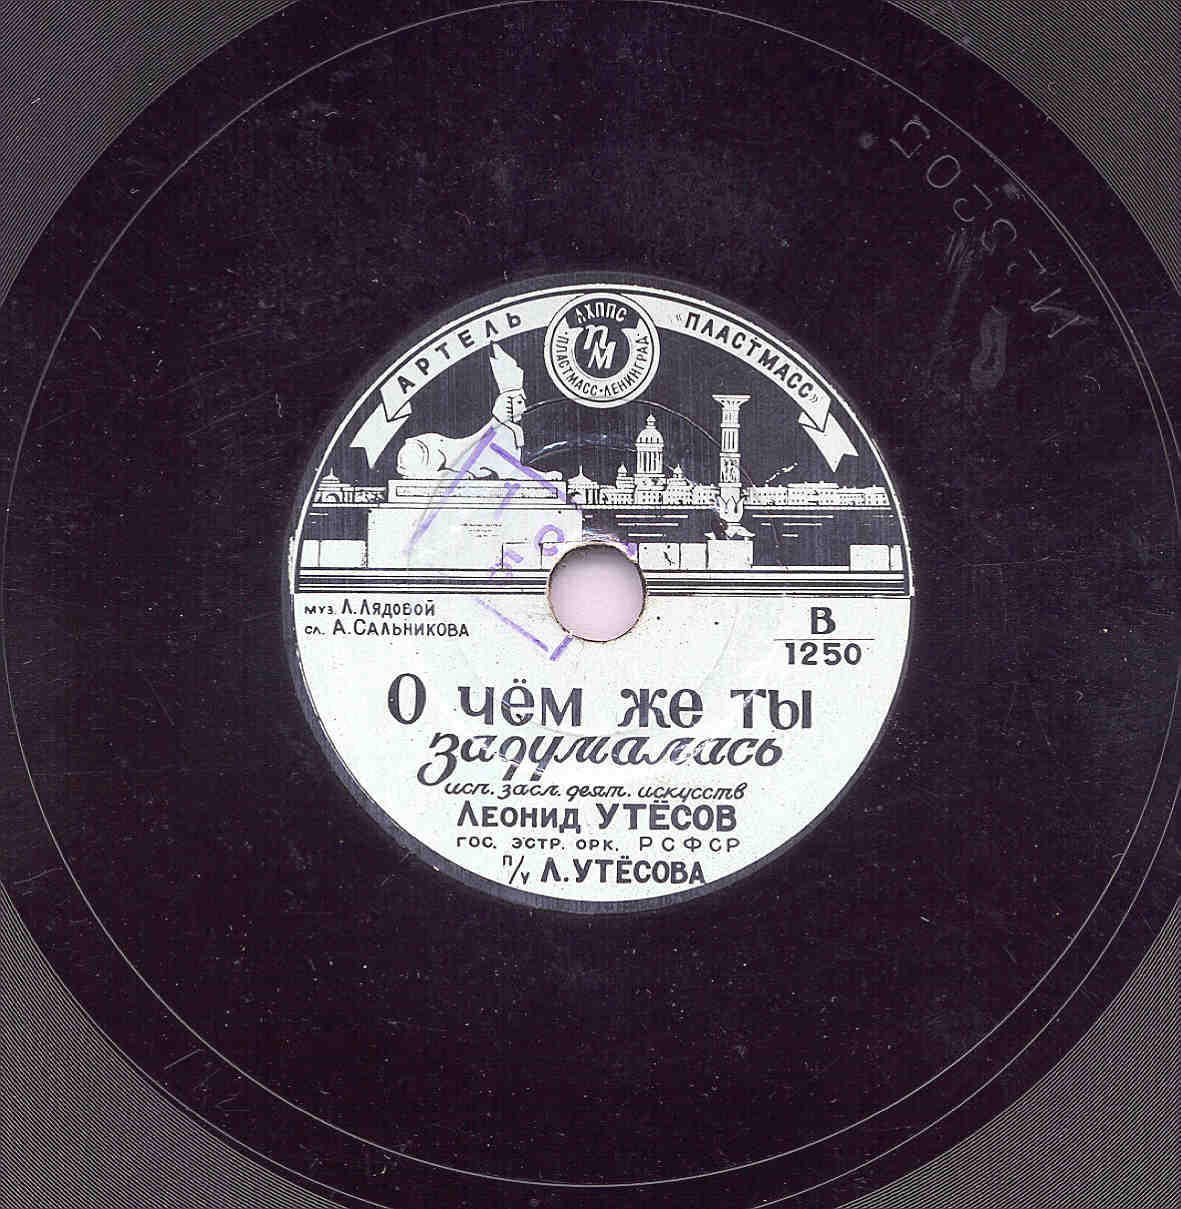 АРТЕЛЬ «ПЛАСТМАСС»
ЛХППС
ПМ
ПЛАСТМАСС-ЛЕНИНГРАД
муз. Л. Лядовой
сл. А. Сальникова
В
1250
О чём же ты
задумалась
исп. засл. деят. искусств
Леонид УТЁСОВ
гос. эстр. орк. РСФСР
п/у Л. УТЁСОВА